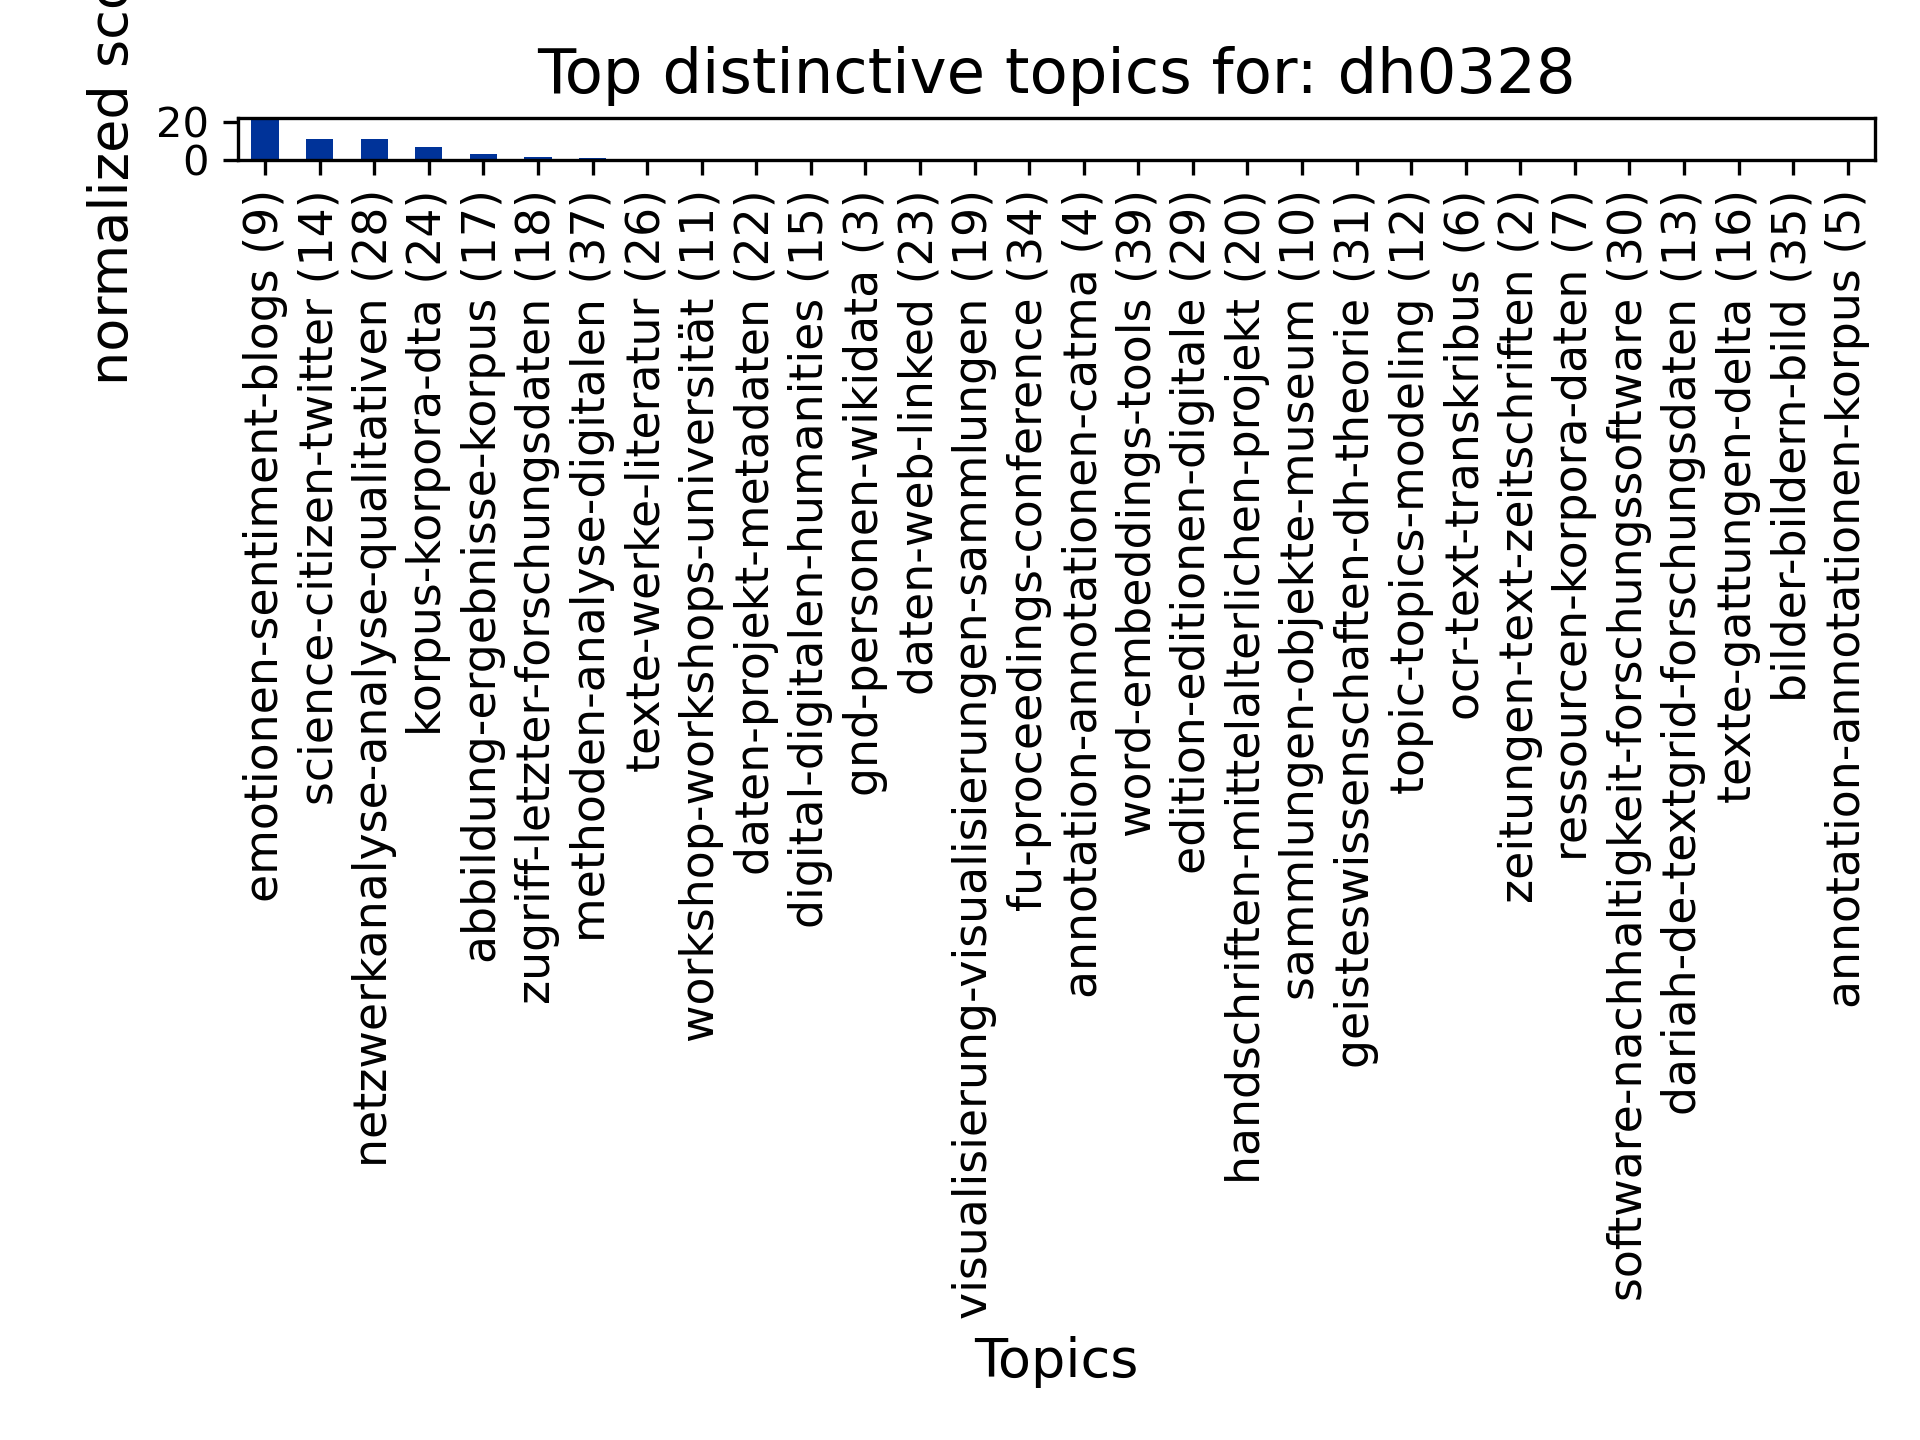 Top distinctive topics for: dh0328
normalized
20
0
emotionen-sentiment-blogs (9)
science-citizen-twitter (14)
netzwerkanalyse-analyse-qualitativen (28)
korpus-korpora-dta (24)
abbildung-ergebnisse-korpus (17)
zugriff-letzter-forschungsdaten (18)
methoden-analyse-digitalen (37)
texte-werke-literatur (26)
workshop-workshops-universität (11)
daten-projekt-metadaten (22)
digital-digitalen-humanities (15)
gnd-personen-wikidata (3)
daten-web-linked (23)
visualisierung-visualisierungen-sammlungen (19)
fu-proceedings-conference (34)
annotation-annotationen-catma (4)
word-embeddings-tools (39)
edition-editionen-digitale (29)
handschriften-mittelalterlichen-projekt (20)
sammlungen-objekte-museum (10)
geisteswissenschaften-dh-theorie (31)
topic-topics-modeling (12)
ocr-text-transkribus (6)
zeitungen-text-zeitschriften (2)
ressourcen-korpora-daten (7)
software-nachhaltigkeit-forschungssoftware (30)
dariah-de-textgrid-forschungsdaten (13)
texte-gattungen-delta (16)
bilder-bildern-bild (35)
annotation-annotationen-korpus (5)
Topics